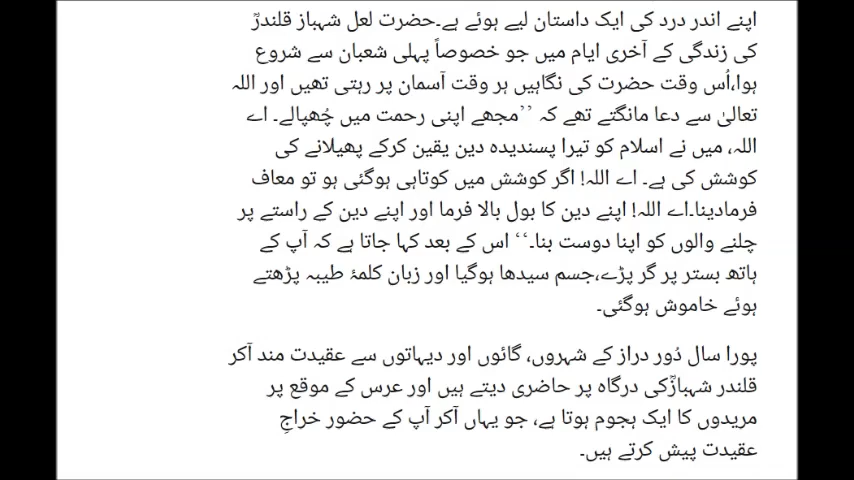 اپنے اندر درد کی ایک داستان لیے ہوئے ہے۔حضرت لعل شہباز قلندرؒ
کی زندگی کے آخری ایام میں جو خصوصاً پہلی شعبان سے شروع
ہوا،اُس وقت حضرت کی نگاہیں ہر وقت آسمان پر رہتی تھیں اور اللہ
تعالیٰ سے دعا مانگتے تھے کہ ’’مجھے اپنی رحمت میں چُھپالے۔ اے
اللہ، میں نے اسلام کو تیرا پسندیدہ دین یقین کرکے پھیلانے کی
کوشش کی ہے۔ اے اللہ! اگر کوشش میں کوتاہی ہوگئی ہو تو معاف
فرمادینا۔اے اللہ! اپنے دین کا بول بالا فرما اور اپنے دین کے راستے پر
چلنے والوں کو اپنا دوست بنا۔‘‘ اس کے بعد کہا جاتا ہے کہ آپ کے
ہاتھ بستر پر گر پڑے،جسم سیدھا ہوگیا اور زبان کلمۂ طیبہ پڑھتے
ہوئے خاموش ہوگئی۔
پورا سال دُور دراز کے شہروں، گائوں اور دیہاتوں سے عقیدت مند آکر
قلندر شہبازؒکی درگاہ پر حاضری دیتے ہیں اور عرس کے موقع پر
مریدوں کا ایک ہجوم ہوتا ہے، جو یہاں آکر آپ کے حضور خراجِ
عقیدت پیش کرتے ہیں۔